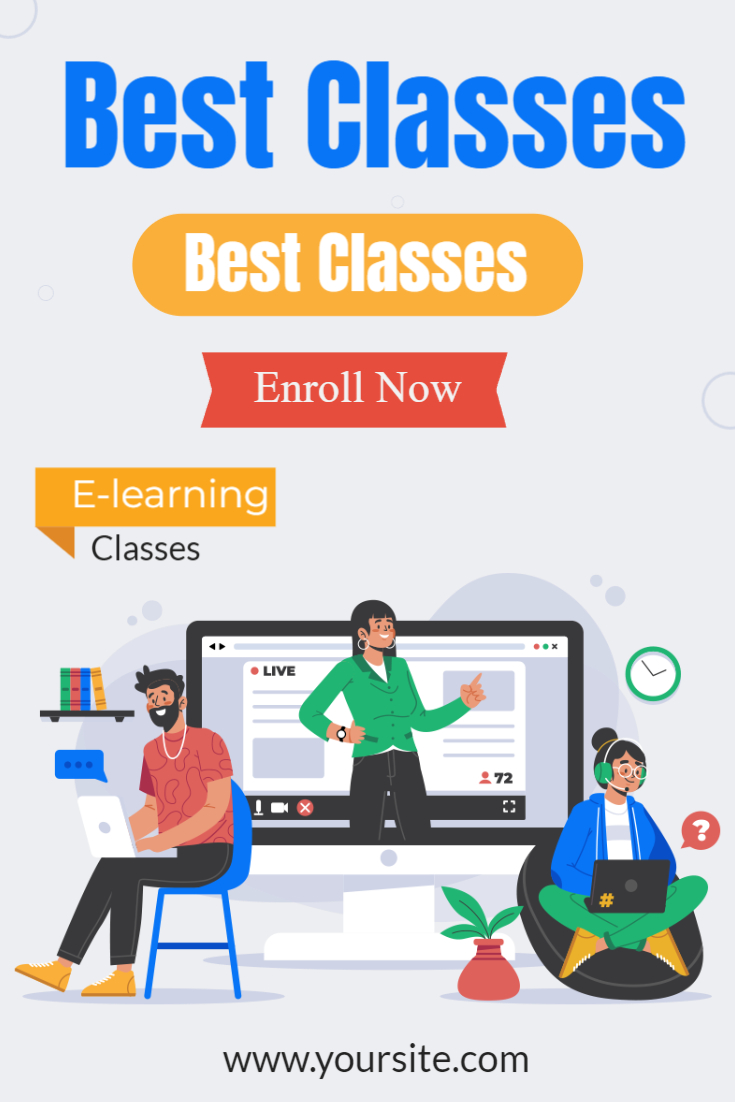 Best Classes
Best Classes
Enroll Now
E-learning
Classes
LIVE
72
?
#
www.yoursite.com